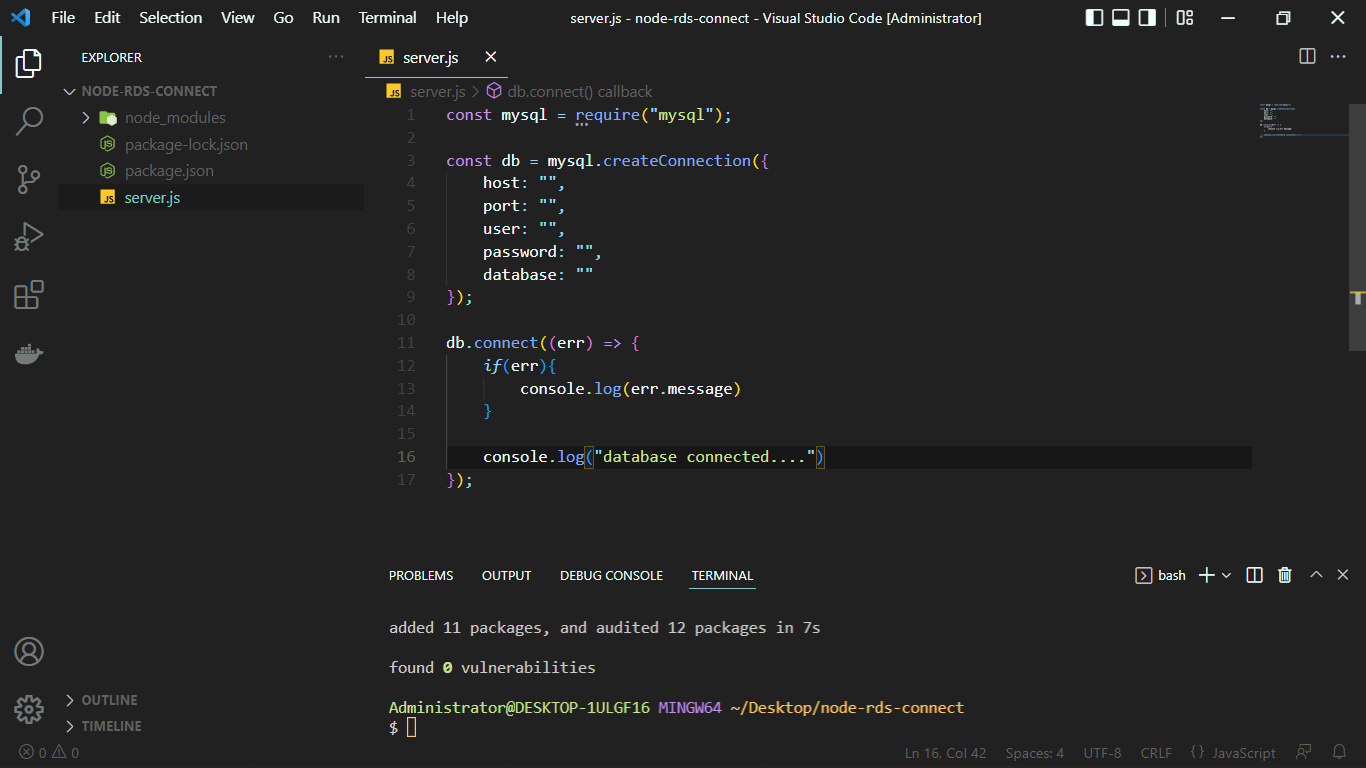 File Edit Selection View Go Run Terminal Help
server.js - node-rds-connect - Visual Studio Code [Administrator]
EXPLORER
NODE-RDS-CONNECT
node_modules
package-lock.json
package.json
JS server.js
OUTLINE
TIMELINE
JS server.js
JS server.js > db.connect() callback
1 const mysql = require("mysql");
2
3 const db = mysql.createConnection({
4 host: "",
5 port: "",
6 user: "",
7 password: "",
8 database: ""
9 });
10
11 db.connect((err) => {
12 if(err){
13 console.log(err.message)
14 }
15
16 console.log("database connected....")
17 });
PROBLEMS OUTPUT DEBUG CONSOLE TERMINAL
bash
added 11 packages, and audited 12 packages in 7s
found 0 vulnerabilities
Administrator@DESKTOP-1ULGF16 MINGW64 ~/Desktop/node-rds-connect
$
0 0
Ln 16, Col 42 Spaces: 4 UTF-8 CRLF {} JavaScript